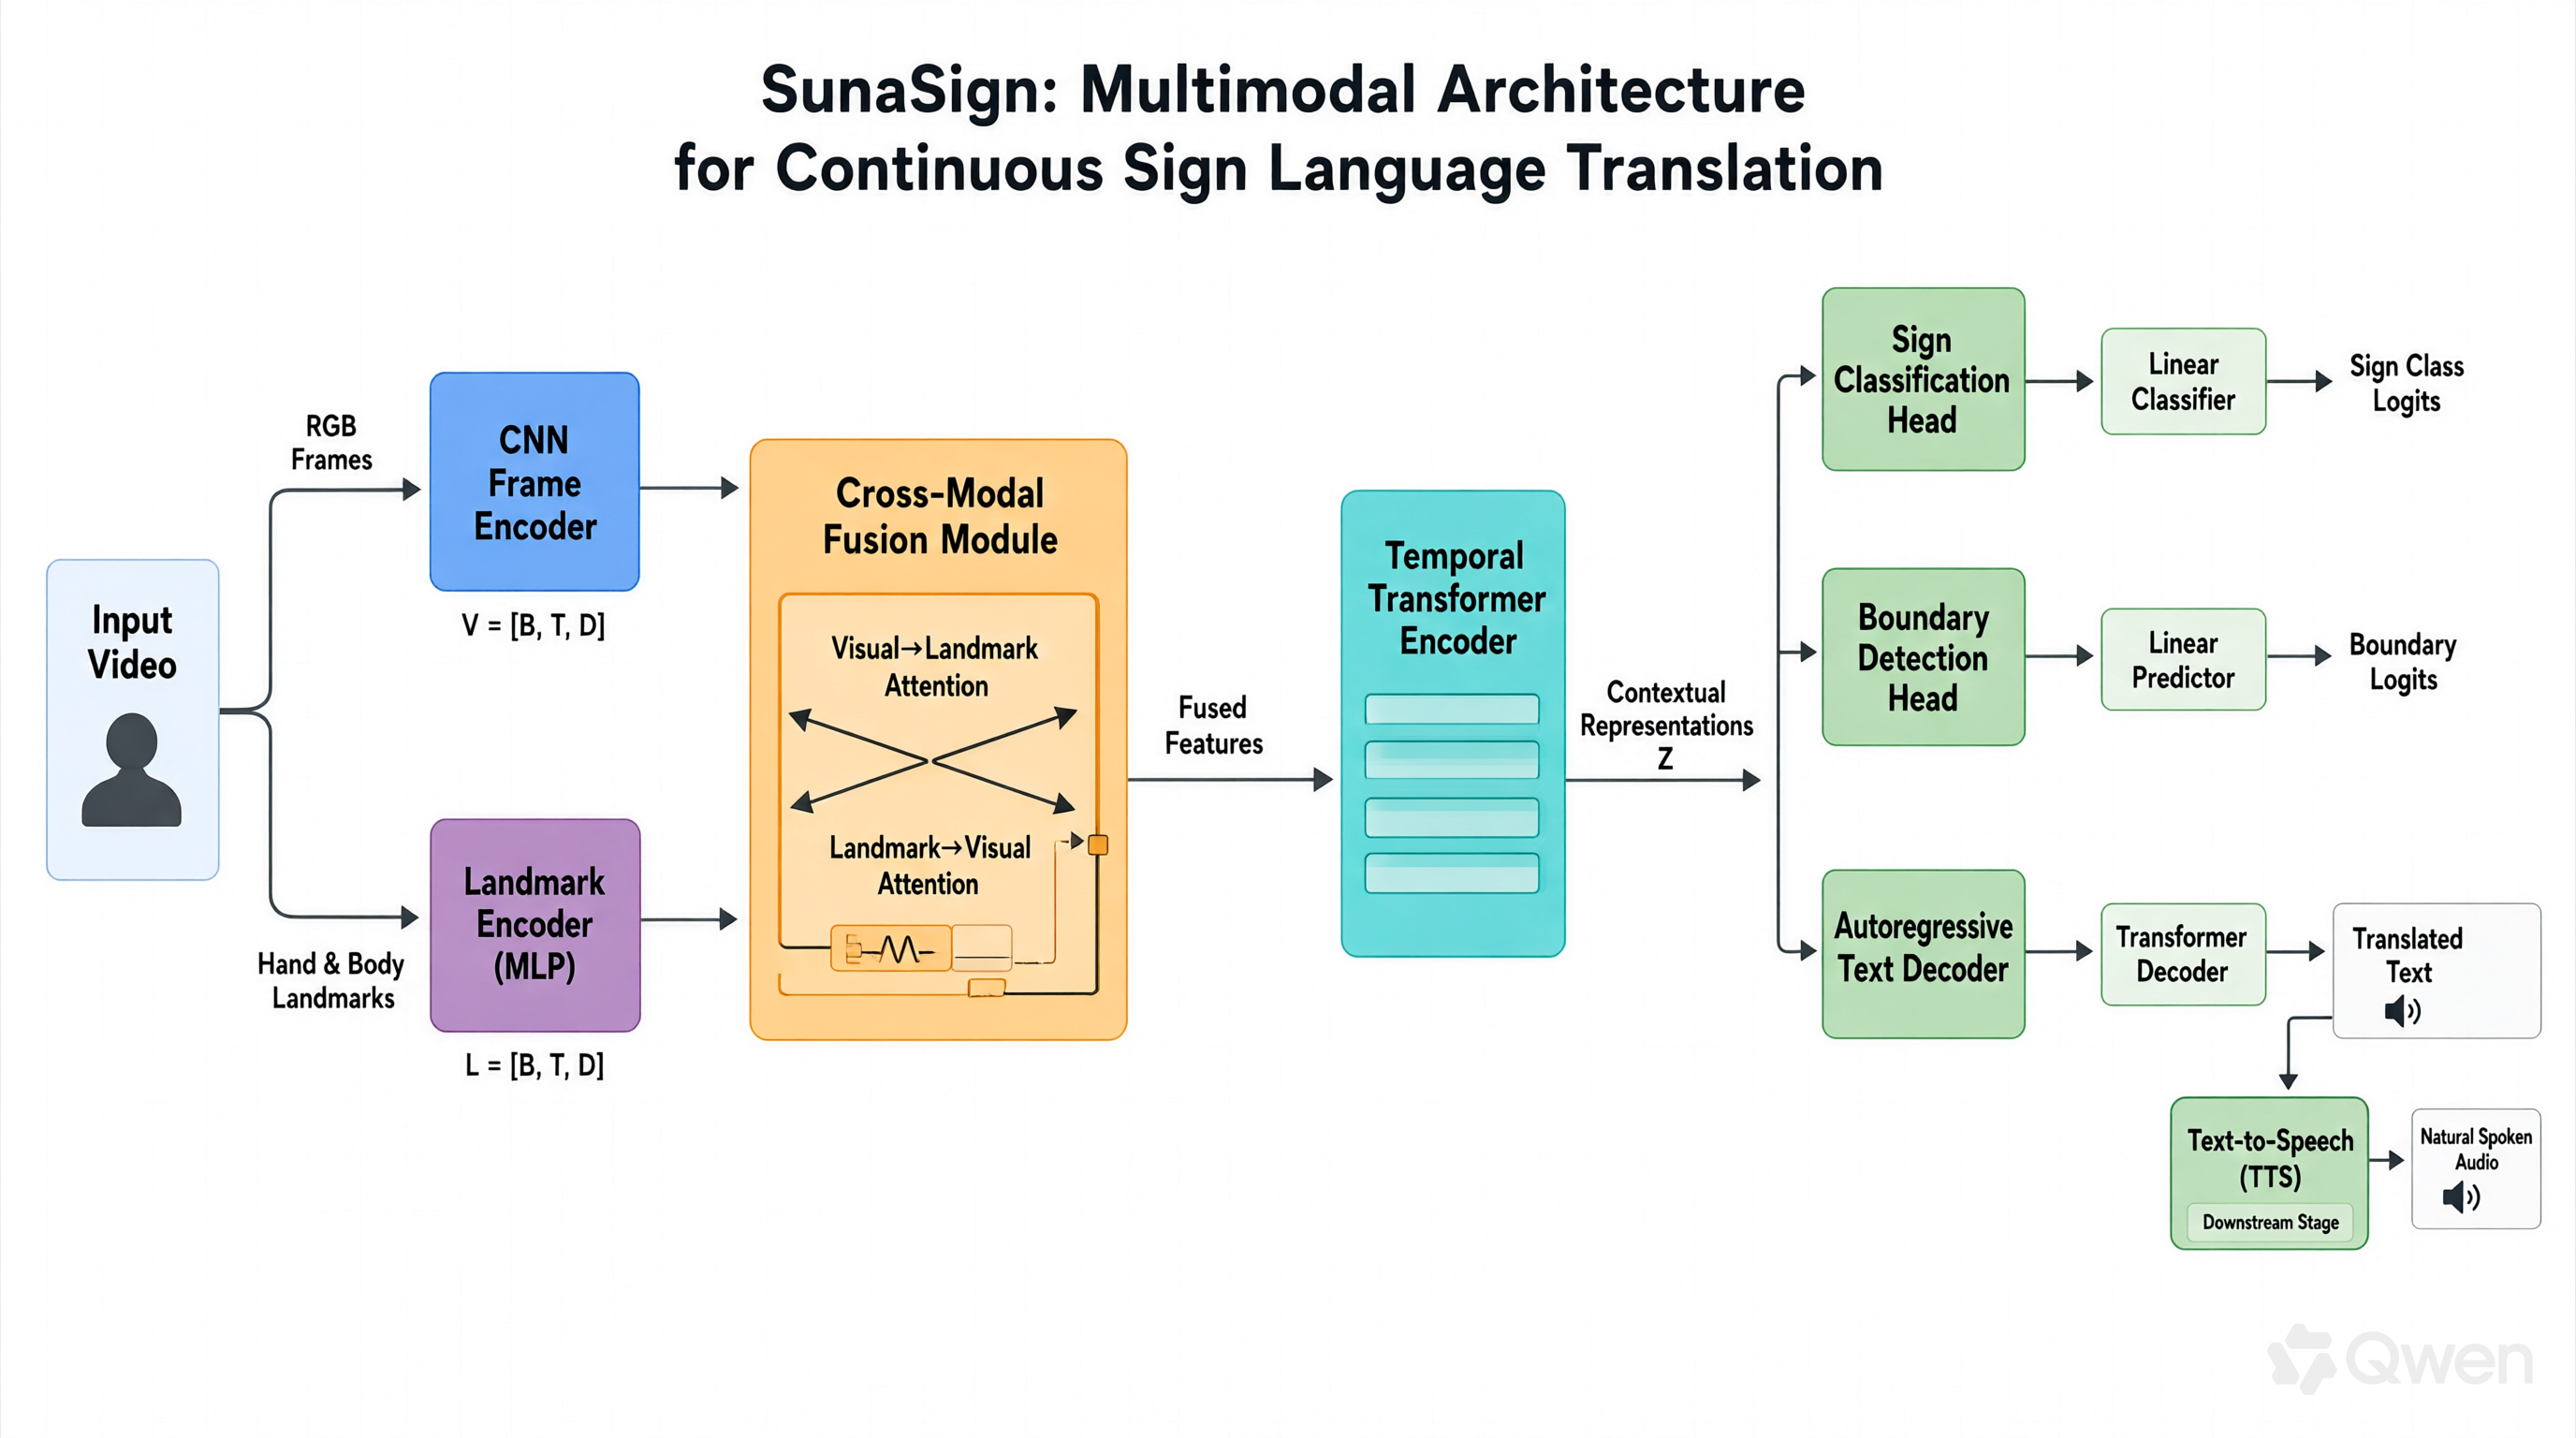 SunaSign: Multimodal Architecture
for Continuous Sign Language Translation
Input
Video
RGB
Frames
Hand & Body
Landmarks
CNN
Frame
Encoder
V = [B, T, D]
Landmark
Encoder
(MLP)
L = [B, T, D]
Cross-Modal
Fusion Module
Visual→Landmark
Attention
Landmark→Visual
Attention
Fused
Features
Temporal
Transformer
Encoder
Contextual
Representations
Z
Sign
Classification
Head
Linear
Classifier
Sign Class
Logits
Boundary
Detection
Head
Linear
Predictor
Boundary
Logits
Autoregressive
Text Decoder
Transformer
Decoder
Translated
Text
Text-to-Speech
(TTS)
Downstream Stage
Natural Spoken
Audio
Qwen